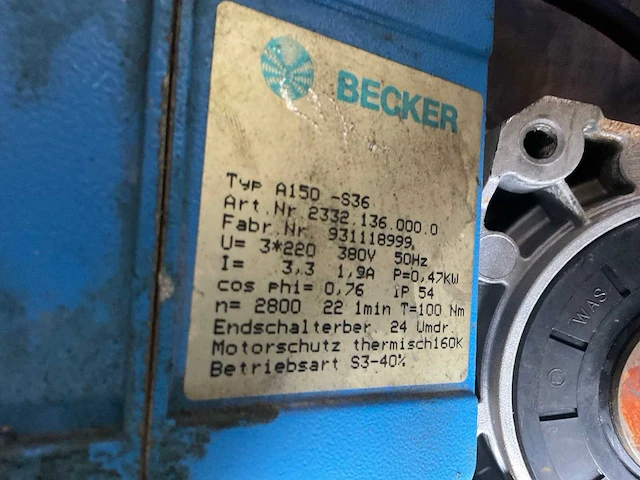 BECKER
Typ A150 -S36
Art.Nr.2332.136.000.0
Fabr.Nr. 931118999
U= 3*220 380V 50Hz
I= 3,3 1,9A P=0,47KW
cos phi= 0,76 IP 54
n= 2800 22 1min T=100 Nm
Endschalterber. 24 Umdr.
Motorschutz thermisch160K
Betriebsart S3-40%
WAS